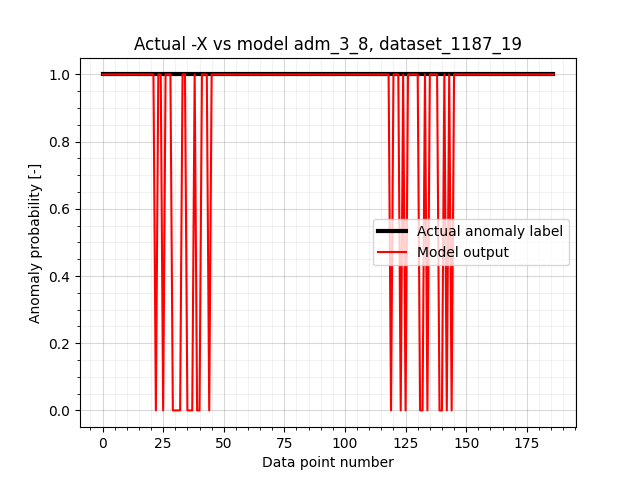 Actual -X vs model adm_3_8, dataset_1187_19
Anomaly probability [-]
1.0
0.8
0.6
0.4
0.2
0.0
Actual anomaly label
Model output
0 25 50 75 100 125 150 175
Data point number